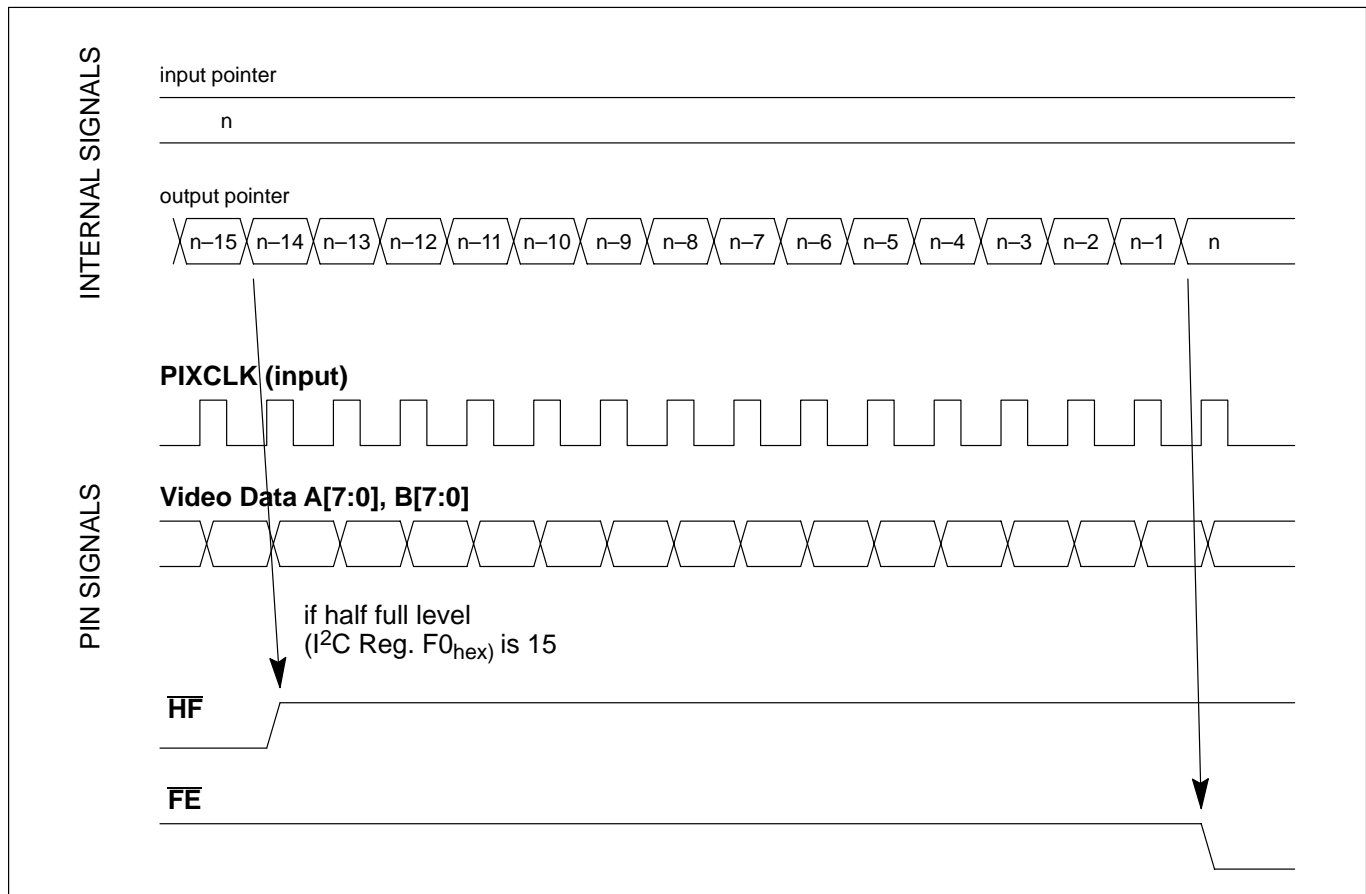 INTERNAL SIGNALS
input pointer
n
output pointer
n–15 n–14 n–13 n–12 n–11 n–10 n–9 n–8 n–7 n–6 n–5 n–4 n–3 n–2 n–1 n
PIN SIGNALS
PIXCLK (input)
Video Data A[7:0], B[7:0]
if half full level
(I²C Reg. F0hex) is 15
H̅F̅
F̅E̅